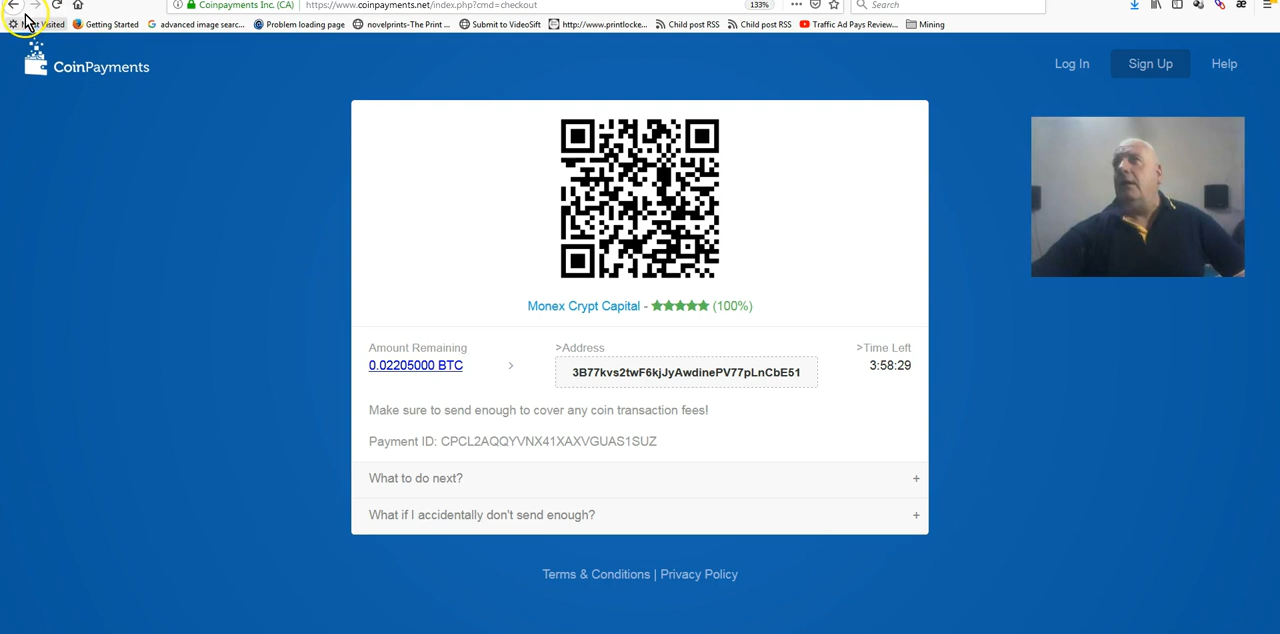 Coinpayments Inc. (CA)
https://www.coinpayments.net/index.php?cmd=checkout
133%
Search
Visited
Getting Started
advanced image searc...
Problem loading page
novelprints-The Print ...
Submit to VideoSift
http://www.printlocke...
Child post RSS
Child post RSS
Traffic Ad Pays Review...
Mining
CoinPayments
Log In
Sign Up
Help
Monex Crypt Capital - ★★★★★ (100%)
Amount Remaining
0.02205000 BTC
>Address
3B77kvs2twF6kjJyAwdinePV77pLnCbE51
>Time Left
3:58:29
Make sure to send enough to cover any coin transaction fees!
Payment ID: CPCL2AQQYVNX41XAXVGUAS1SUZ
What to do next?
+
What if I accidentally don't send enough?
+
Terms & Conditions | Privacy Policy